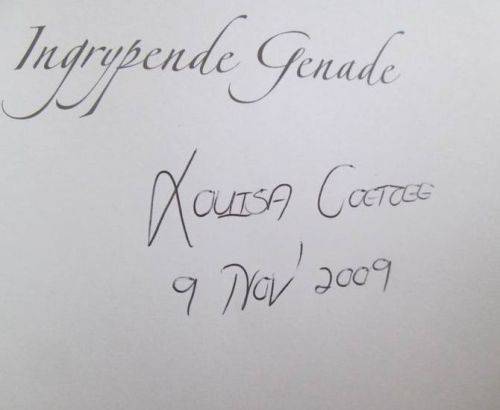 Ingrypende Genade
Louisa Coetzee
9 Nov' 2009